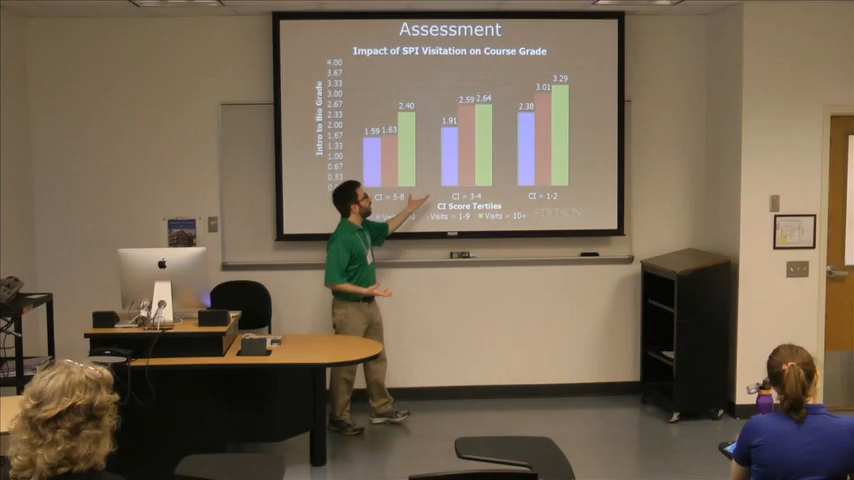 Assessment
Impact of SPI Visitation on Course Grade
4.00
3.67
3.33
3.00
2.67
2.33
2.00
1.67
1.33
1.00
0.67
0.33
Intro to Bio Grade
1.59 1.63 2.40
1.91 2.59 2.64
2.38 3.01 3.29
CI = 5-8 CI = 3-4 CI = 1-2
CI Score Tertiles
Visits = 1-9 Visits = 10+
STETSON